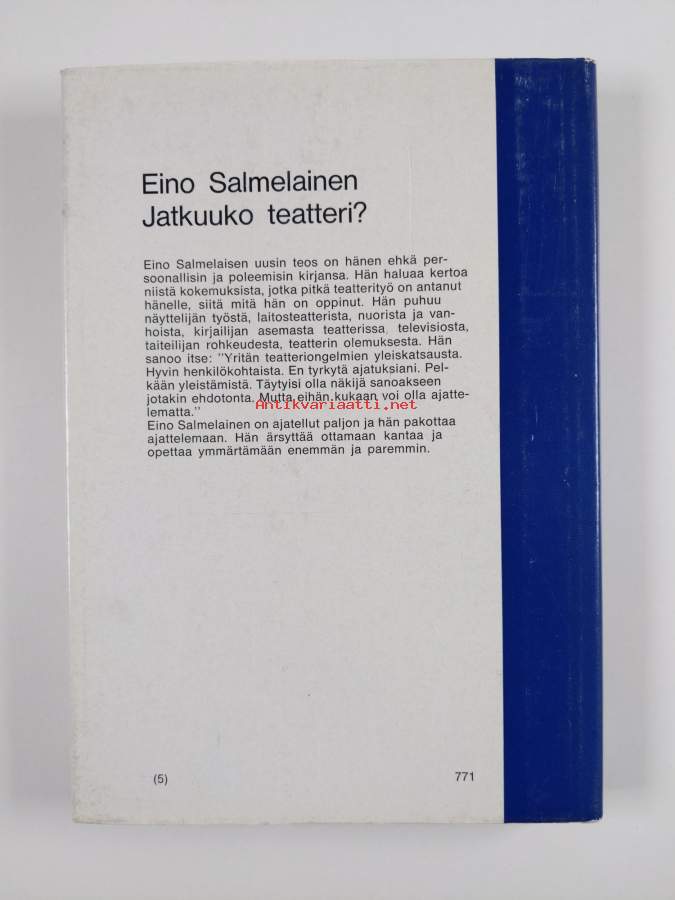 Eino Salmelainen
Jatkuuko teatteri?
Eino Salmelaisen uusin teos on hänen ehkä per-
soonallisin ja poleemisin kirjansa. Hän haluaa kertoa
niistä kokemuksista, jotka pitkä teatterityö on antanut
hänelle, siitä mitä hän on oppinut. Hän puhuu
näyttelijän työstä, laitosteatterista, nuorista ja van-
hoista, kirjailijan asemasta teatterissa, televisiosta,
taiteilijan rohkeudesta, teatterin olemuksesta. Hän
sanoo itse: "Yritän teatteriongelmien yleiskatsausta.
Hyvin henkilökohtaista. En tyrkytä ajatuksiani. Pel-
kään yleistämistä. Täytyisi olla näkijä sanoakseen
jotakin ehdotonta. Mutta eihän kukaan voi olla ajatte-
lematta."
Antikvariaatti.net
Eino Salmelainen on ajatellut paljon ja hän pakottaa
ajattelemaan. Hän ärsyttää ottamaan kantaa ja
opettaa ymmärtämään enemmän ja paremmin.
(5) 771